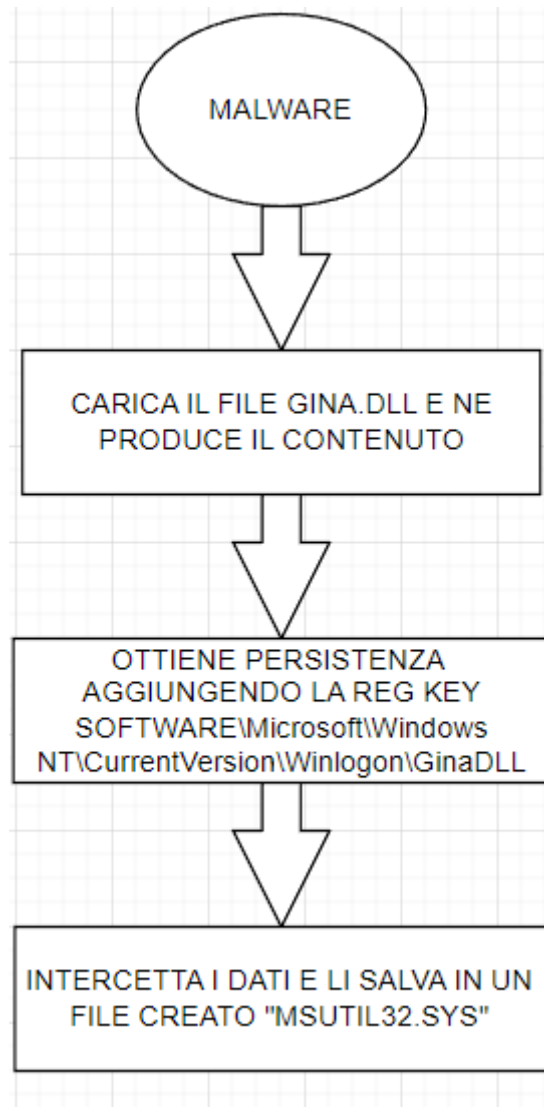 MALWARE
CARICA IL FILE GINA.DLL E NE
PRODUCE IL CONTENUTO
OTTIENE PERSISTENZA
AGGIUNGENDO LA REG KEY
SOFTWARE\Microsoft\Windows
NT\CurrentVersion\Winlogon\GinaDLL
INTERCETTA I DATI E LI SALVA IN UN
FILE CREATO "MSUTIL32.SYS"